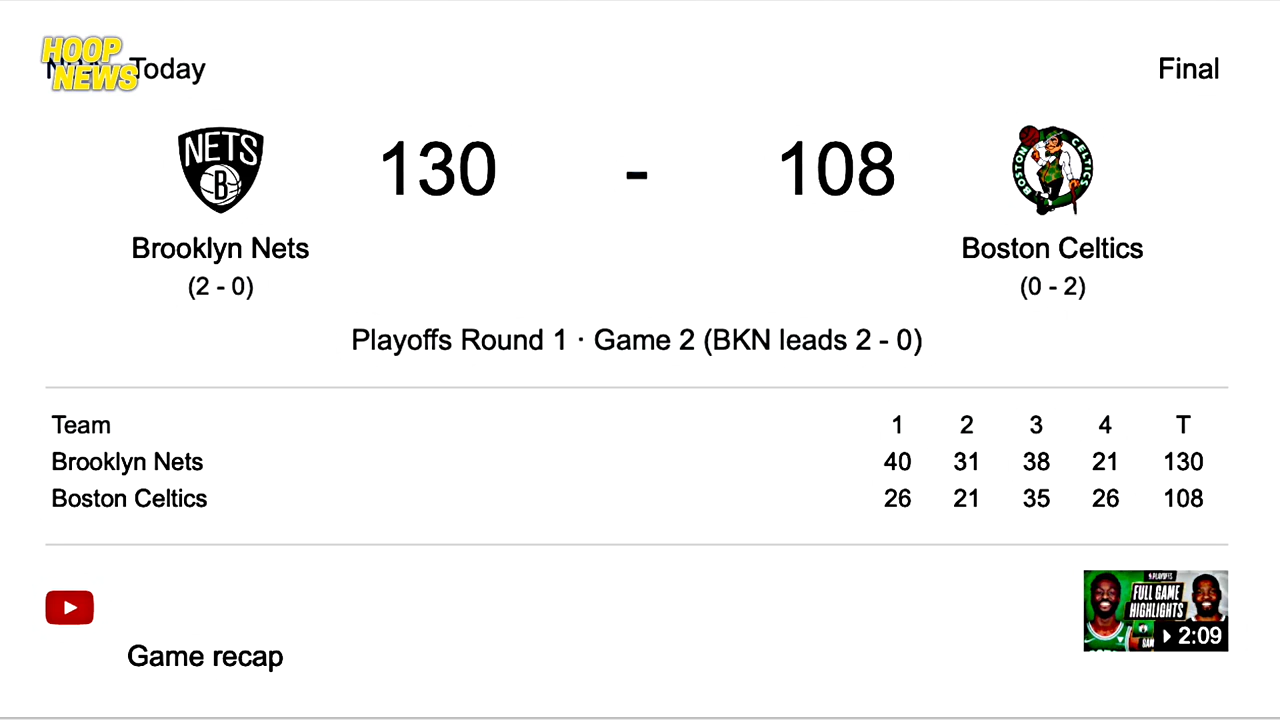 HOOP
NEWS
Today
Final
NETS
B
130 - 108
BOSTON CELTICS
Brooklyn Nets
Boston Celtics
(2 - 0)
(0 - 2)
Playoffs Round 1 · Game 2 (BKN leads 2 - 0)
Team 1 2 3 4 T
Brooklyn Nets 40 31 38 21 130
Boston Celtics 26 21 35 26 108
PLAYOFFS
FULL GAME
HIGHLIGHTS
2:09
Game recap